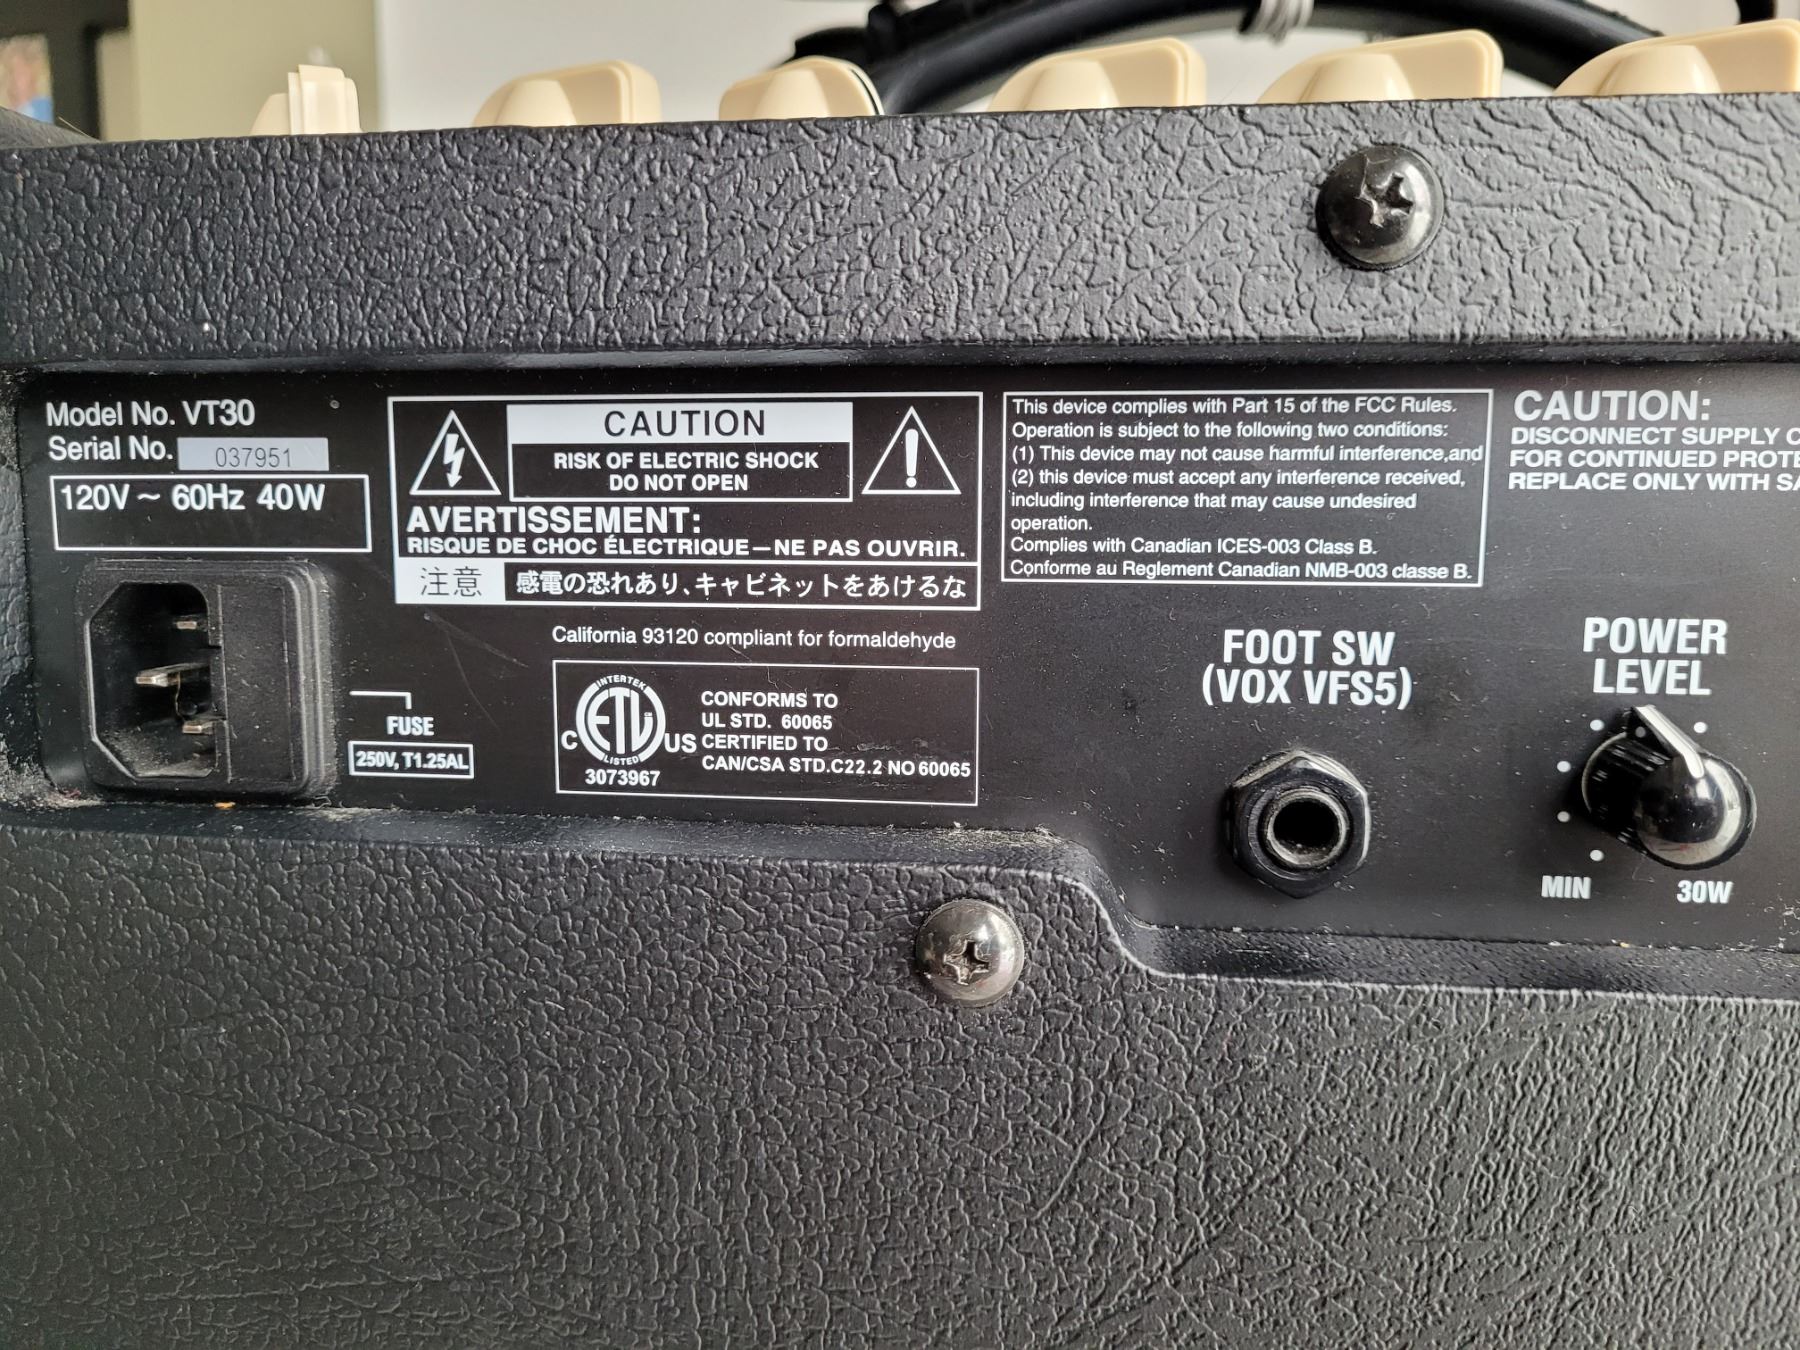 Model No. VT30
Serial No. 037951
120V ~ 60Hz 40W
FUSE
250V, T1.25AL
CAUTION
RISK OF ELECTRIC SHOCK
DO NOT OPEN
AVERTISSEMENT:
RISQUE DE CHOC ÉLECTRIQUE—NE PAS OUVRIR.
注意 感電の恐れあり、キャビネットをあけるな
California 93120 compliant for formaldehyde
INTERTEK
ETL
LISTED
C US
3073967
CONFORMS TO
UL STD. 60065
CERTIFIED TO
CAN/CSA STD.C22.2 NO 60065
This device complies with Part 15 of the FCC Rules.
Operation is subject to the following two conditions:
(1) This device may not cause harmful interference,and
(2) this device must accept any interference received,
including interference that may cause undesired
operation.
Complies with Canadian ICES-003 Class B.
Conforme au Reglement Canadian NMB-003 classe B.
CAUTION:
DISCONNECT SUPPLY
FOR CONTINUED
REPLACE ONLY WITH
FOOT SW
(VOX VFS5)
POWER
LEVEL
MIN 30W